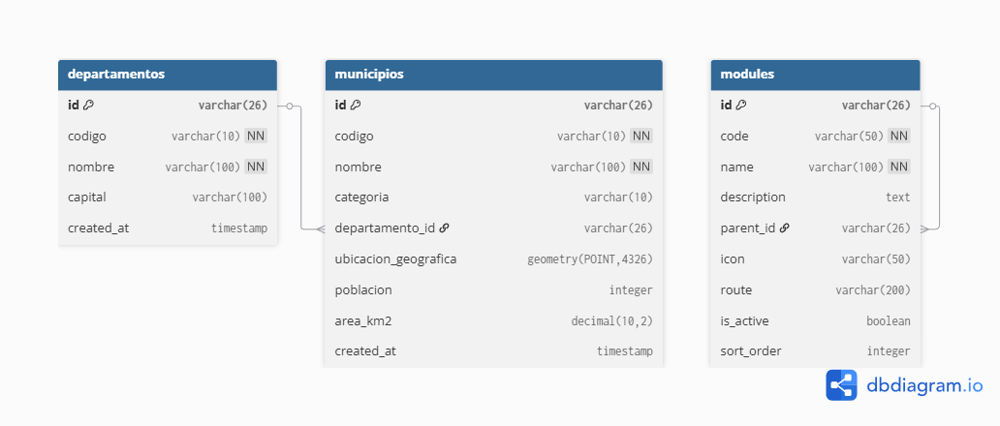 departamentos
id varchar(26)
codigo varchar(10) NN
nombre varchar(100) NN
capital varchar(100)
created_at timestamp
municipios
id varchar(26)
codigo varchar(10) NN
nombre varchar(100) NN
categoria varchar(10)
departamento_id varchar(26)
ubicacion_geografica geometry(POINT,4326)
poblacion integer
area_km2 decimal(10,2)
created_at timestamp
modules
id varchar(26)
code varchar(50) NN
name varchar(100) NN
description text
parent_id varchar(26)
icon varchar(50)
route varchar(200)
is_active boolean
sort_order integer
dbdiagram.io